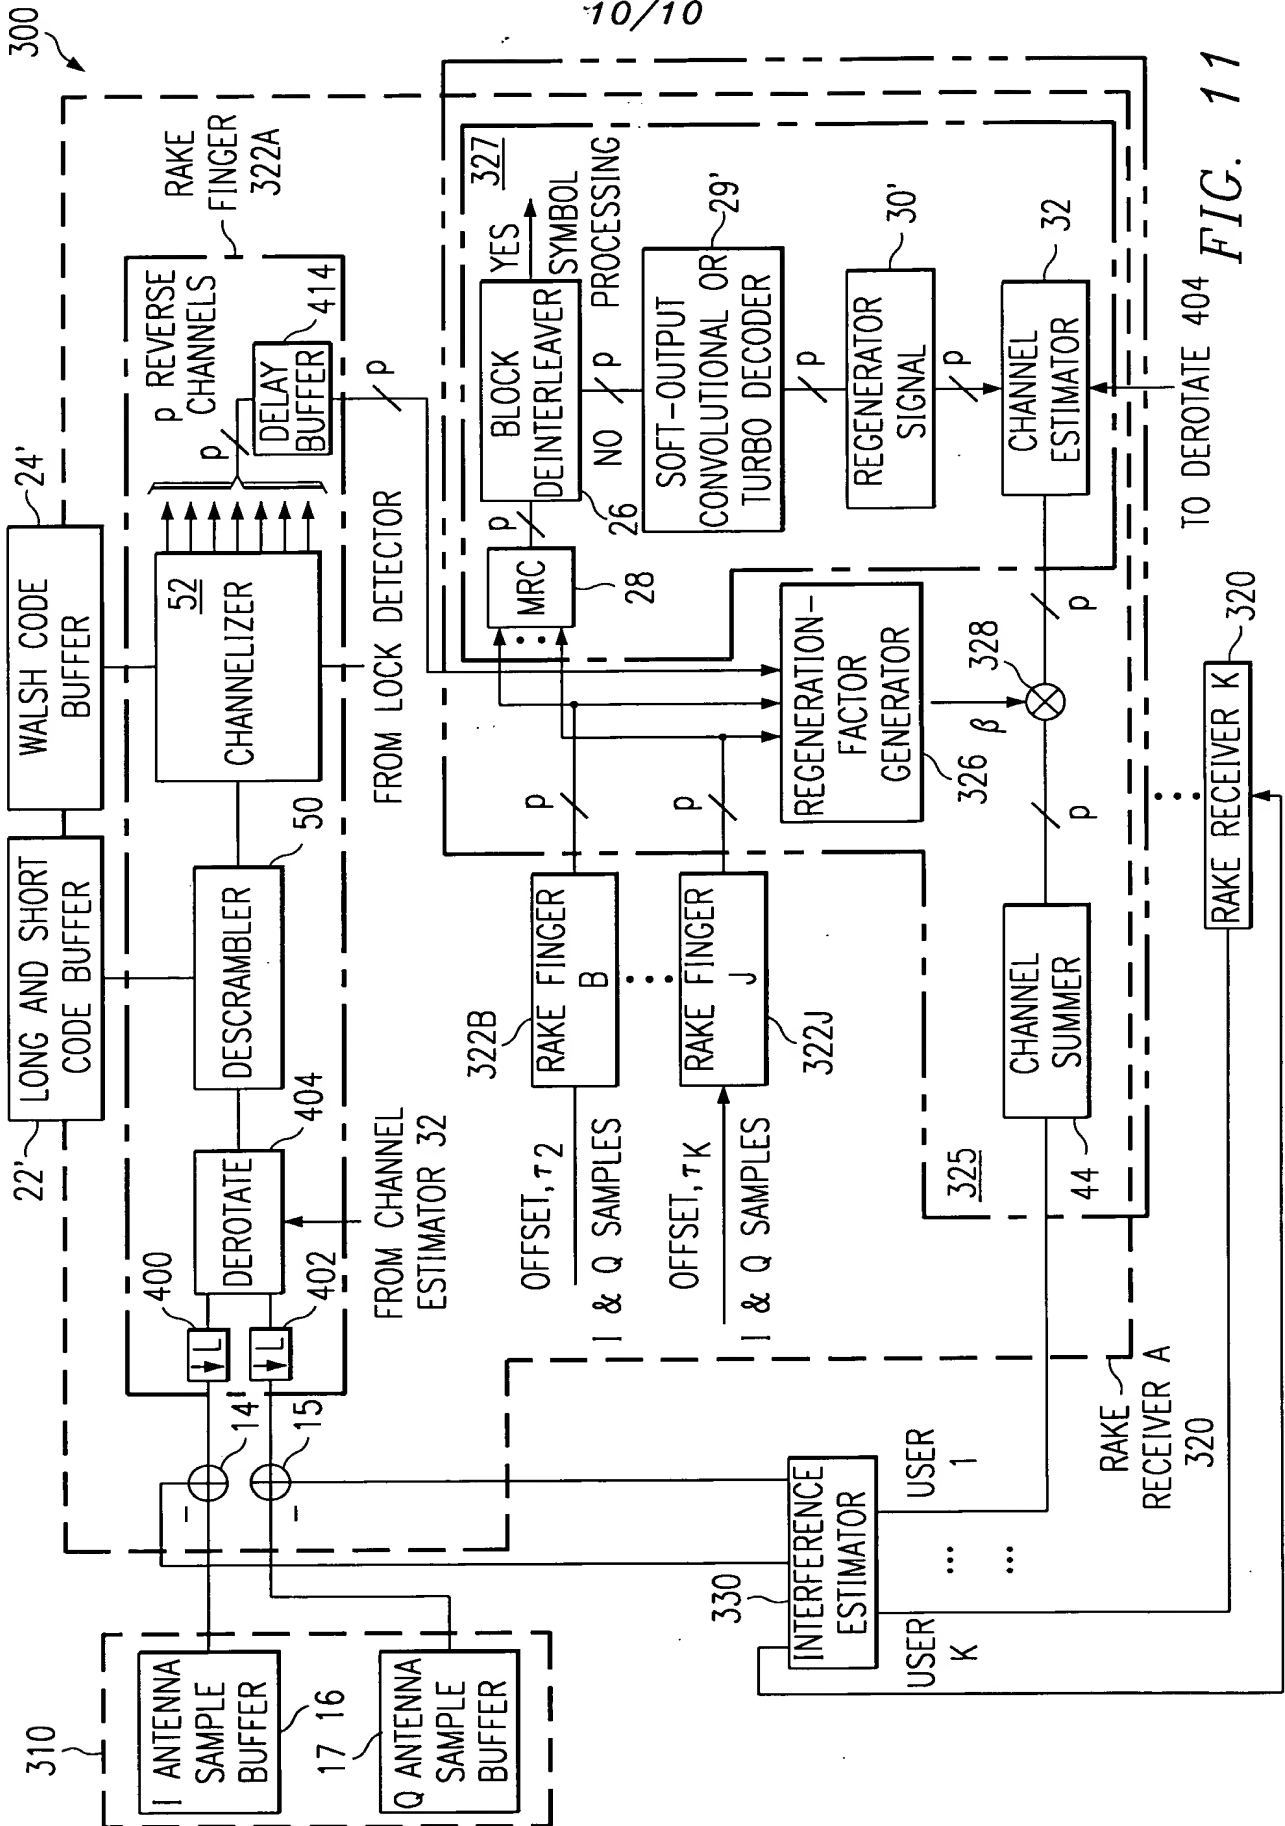 10/10
300
22'
LONG AND SHORT
CODE BUFFER
24'
WALSH CODE
BUFFER
RAKE
FINGER
322A
310
I ANTENNA
SAMPLE
BUFFER
16
17
Q ANTENNA
SAMPLE
BUFFER
14
15
–
–
400
↓L
402
↓L
DEROTATE
404
FROM CHANNEL
ESTIMATOR 32
DESCRAMBLER
50
52
CHANNELIZER
FROM LOCK DETECTOR
p REVERSE
CHANNELS
p
DELAY
BUFFER
414
p
OFFSET, τ2
I & Q SAMPLES
322B
RAKE FINGER
B
p
OFFSET, τK
I & Q SAMPLES
RAKE FINGER
J
322J
p
327
MRC
28
p
BLOCK
DEINTERLEAVER
26
YES
SYMBOL
PROCESSING
NO
p
SOFT-OUTPUT
CONVOLUTIONAL OR
TURBO DECODER
29'
p
REGENERATOR
SIGNAL
30'
p
CHANNEL
ESTIMATOR
32
TO DEROTATE 404
REGENERATION-
FACTOR
GENERATOR
326
β
328
p
p
325
CHANNEL
SUMMER
44
330
INTERFERENCE
ESTIMATOR
USER
1
USER
K
RAKE
RECEIVER A
320
RAKE RECEIVER K
320
FIG. 11